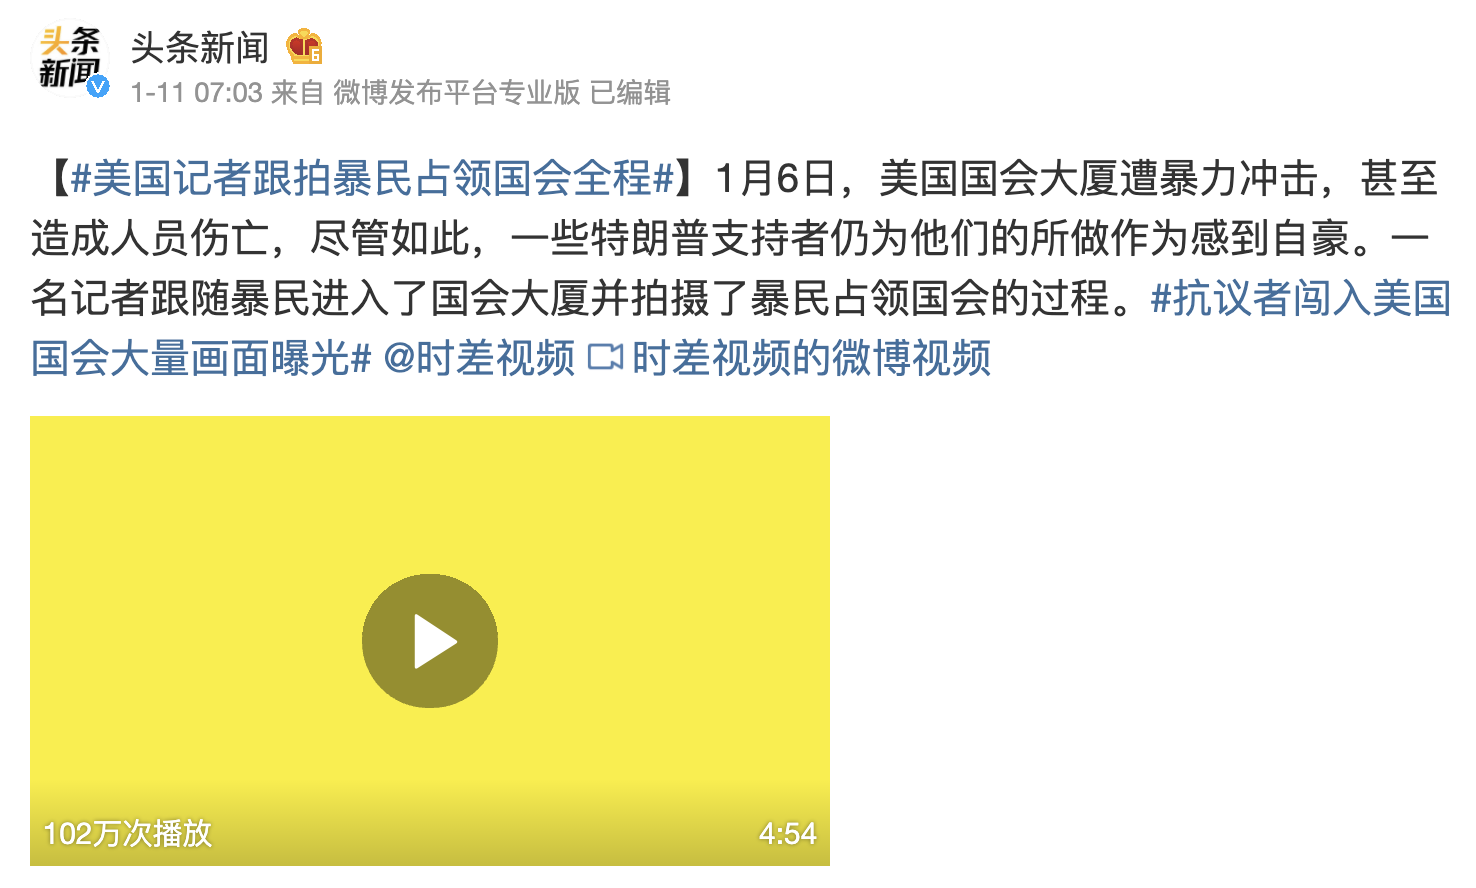 头条
新闻
头条新闻 6
1-11 07:03 来自 微博发布平台专业版 已编辑
【#美国记者跟拍暴民占领国会全程#】1月6日，美国国会大厦遭暴力冲击，甚至
造成人员伤亡，尽管如此，一些特朗普支持者仍为他们的所做作为感到自豪。一
名记者跟随暴民进入了国会大厦并拍摄了暴民占领国会的过程。#抗议者闯入美国
国会大量画面曝光# @时差视频 时差视频的微博视频
102万次播放
4:54